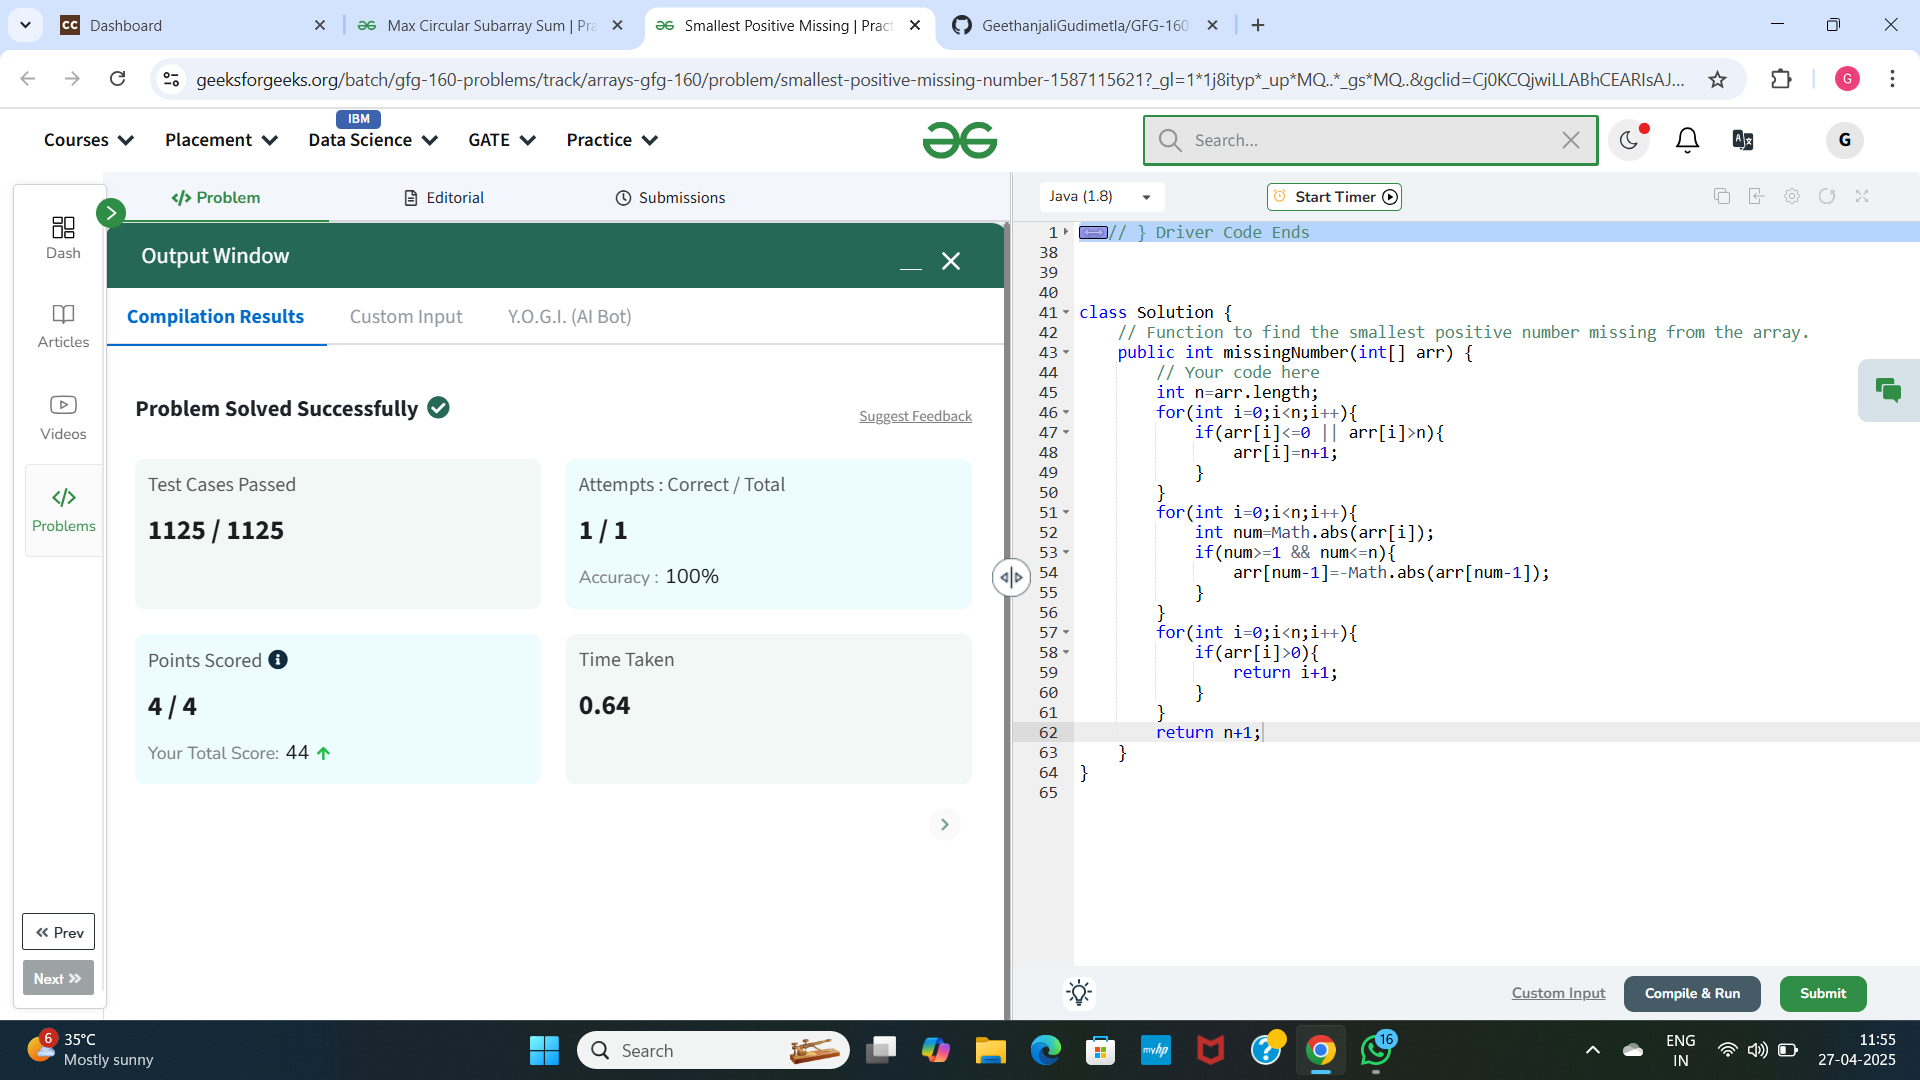 CC Dashboard
Max Circular Subarray Sum | Pra
Smallest Positive Missing | Pract
GeethanjaliGudimetla/GFG-160
geeksforgeeks.org/batch/gfg-160-problems/track/arrays-gfg-160/problem/smallest-positive-missing-number-1587115621?_gl=1*1j8ityp*_up*MQ..*_gs*MQ..&gclid=Cj0KCQjwiLLABhCEARIsAJ...
G
IBM
Courses
Placement
Data Science
GATE
Practice
Search...
G
Dash
Articles
Videos
Problems
Prev
Next
Problem
Editorial
Submissions
Output Window
Compilation Results
Custom Input
Y.O.G.I. (AI Bot)
Problem Solved Successfully
Suggest Feedback
Test Cases Passed
1125 / 1125
Attempts : Correct / Total
1 / 1
Accuracy : 100%
Points Scored
4 / 4
Your Total Score: 44
Time Taken
0.64
Java (1.8)
Start Timer
1 // } Driver Code Ends
38
39
40
41 class Solution {
42 // Function to find the smallest positive number missing from the array.
43 public int missingNumber(int[] arr) {
44 // Your code here
45 int n=arr.length;
46 for(int i=0;i<n;i++){
47 if(arr[i]<=0 || arr[i]>n){
48 arr[i]=n+1;
49 }
50 }
51 for(int i=0;i<n;i++){
52 int num=Math.abs(arr[i]);
53 if(num>=1 && num<=n){
54 arr[num-1]=-Math.abs(arr[num-1]);
55 }
56 }
57 for(int i=0;i<n;i++){
58 if(arr[i]>0){
59 return i+1;
60 }
61 }
62 return n+1;
63 }
64 }
65
Custom Input
Compile & Run
Submit
6
35°C
Mostly sunny
Search
myhp
16
ENG
IN
11:55
27-04-2025